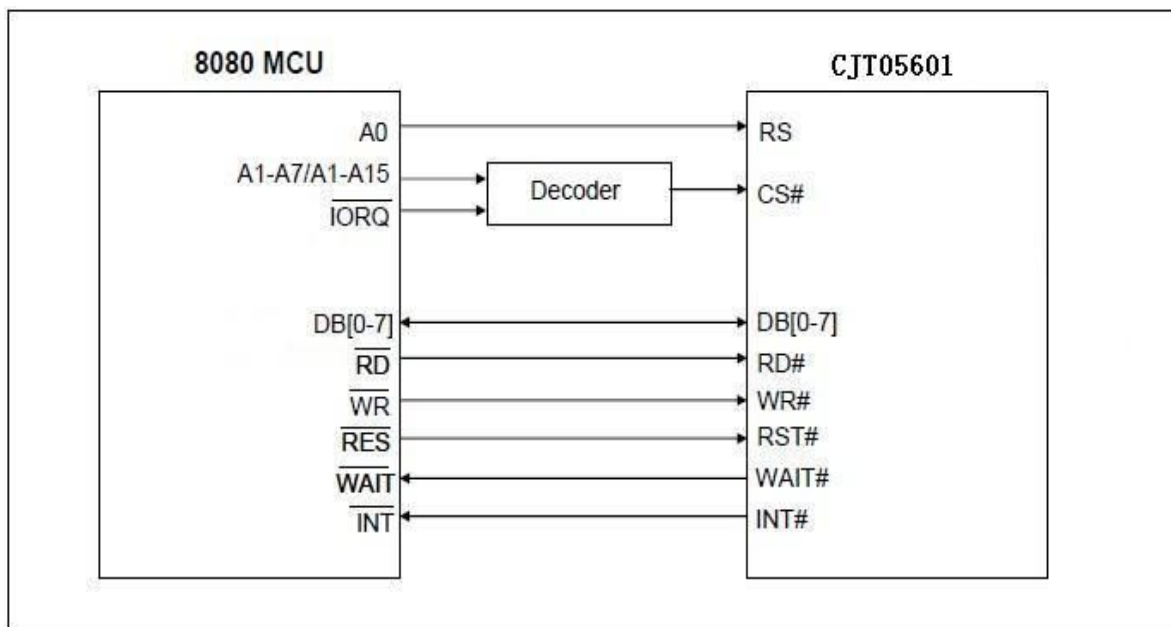 8080 MCU
CJT05601
A0
RS
A1-A7/A1-A15
Decoder
CS#
IORQ
DB[0-7]
DB[0-7]
RD
RD#
WR
WR#
RES
RST#
WAIT
WAIT#
INT
INT#